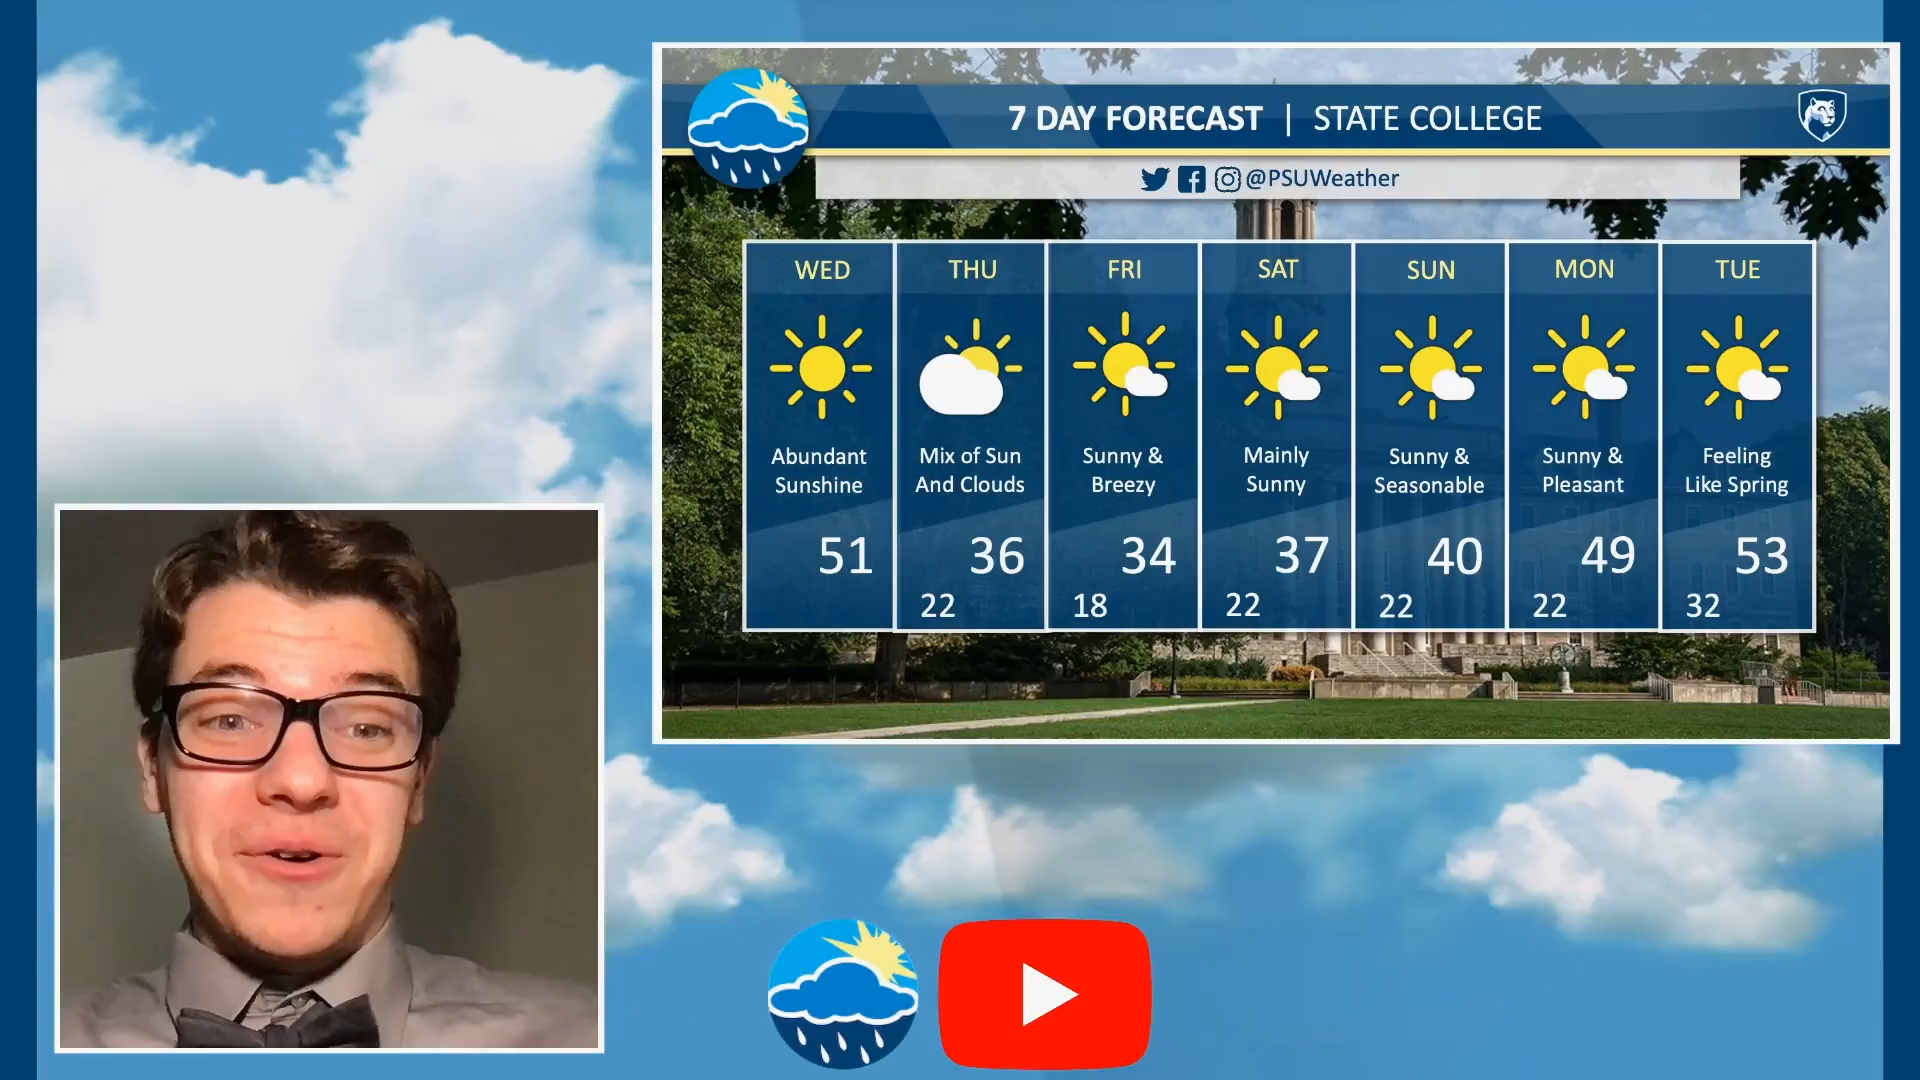 7 DAY FORECAST | STATE COLLEGE
@PSUWeather
WED
Abundant
Sunshine
51
THU
Mix of Sun
And Clouds
36
22
FRI
Sunny &
Breezy
34
18
SAT
Mainly
Sunny
37
22
SUN
Sunny &
Seasonable
40
22
MON
Sunny &
Pleasant
49
22
TUE
Feeling
Like Spring
53
32